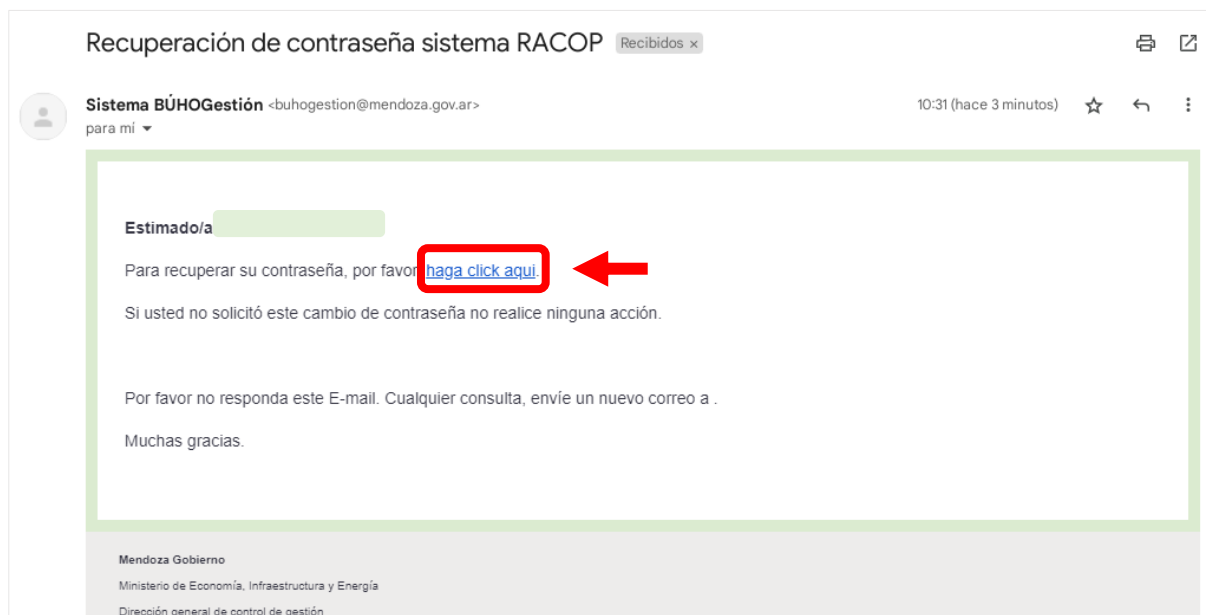 Recuperación de contraseña sistema RACOP Recibidos x
Sistema BÚHOGestión <buhogestion@mendoza.gov.ar> 10:31 (hace 3 minutos)
para mí
Estimado/a
Para recuperar su contraseña, por favor haga click aqui.
Si usted no solicitó este cambio de contraseña no realice ninguna acción.
Por favor no responda este E-mail. Cualquier consulta, envíe un nuevo correo a .
Muchas gracias.
Mendoza Gobierno
Ministerio de Economía, Infraestructura y Energía
Dirección general de control de gestión